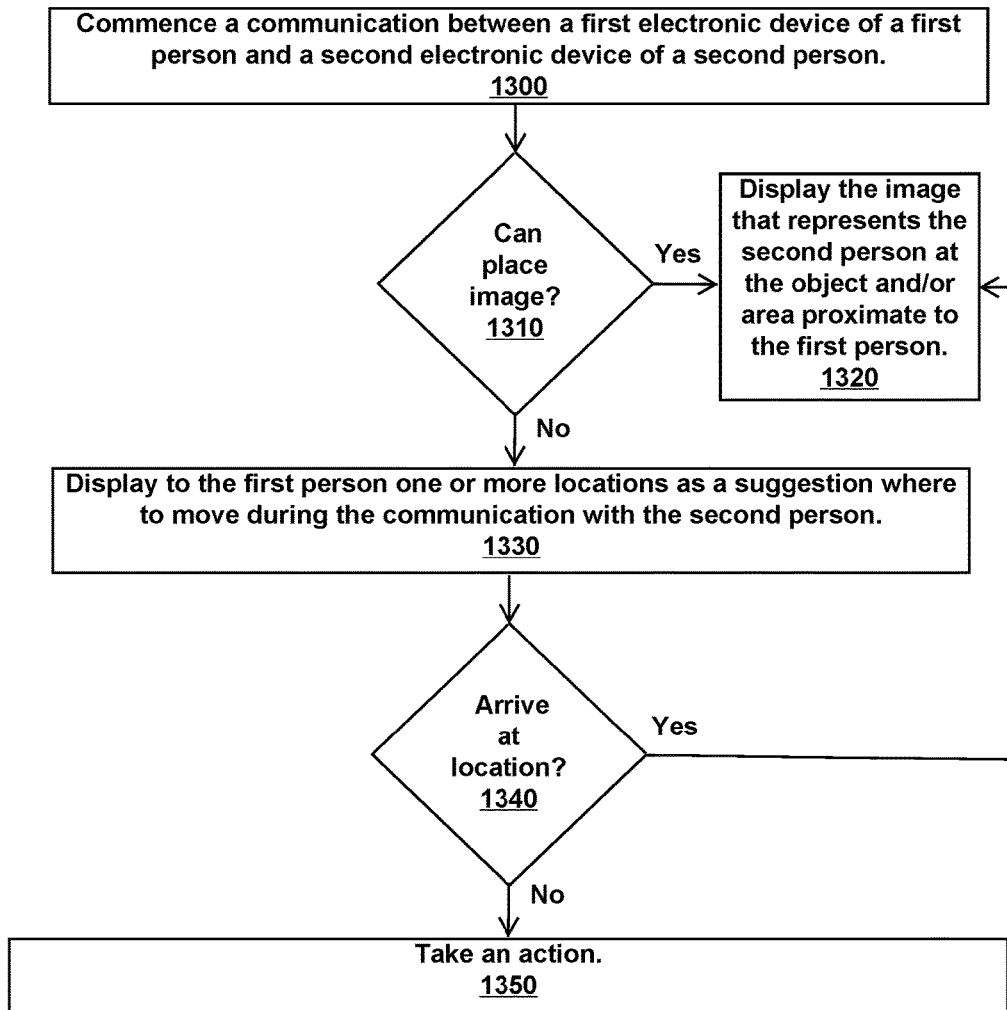 Commence a communication between a first electronic device of a first
person and a second electronic device of a second person.
1300
Can
place
image?
1310
Yes
Display the image
that represents the
second person at
the object and/or
area proximate to
the first person.
1320
No
Display to the first person one or more locations as a suggestion where
to move during the communication with the second person.
1330
Arrive
at
location?
1340
Yes
No
Take an action.
1350